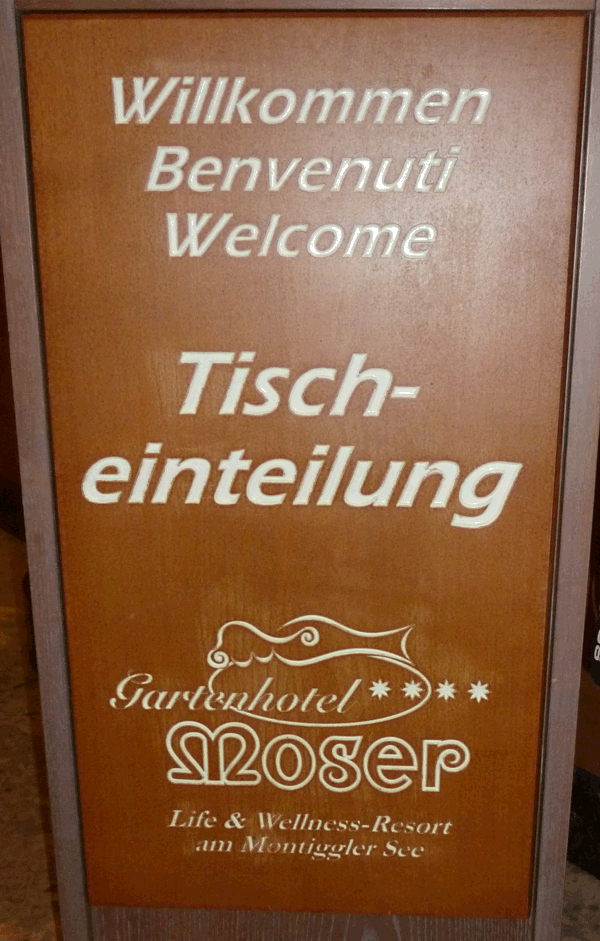 Willkommen
Benvenuti
Welcome
Tisch-
einteilung
Gartenhotel ****
Moser
Life & Wellness-Resort
am Montiggler See